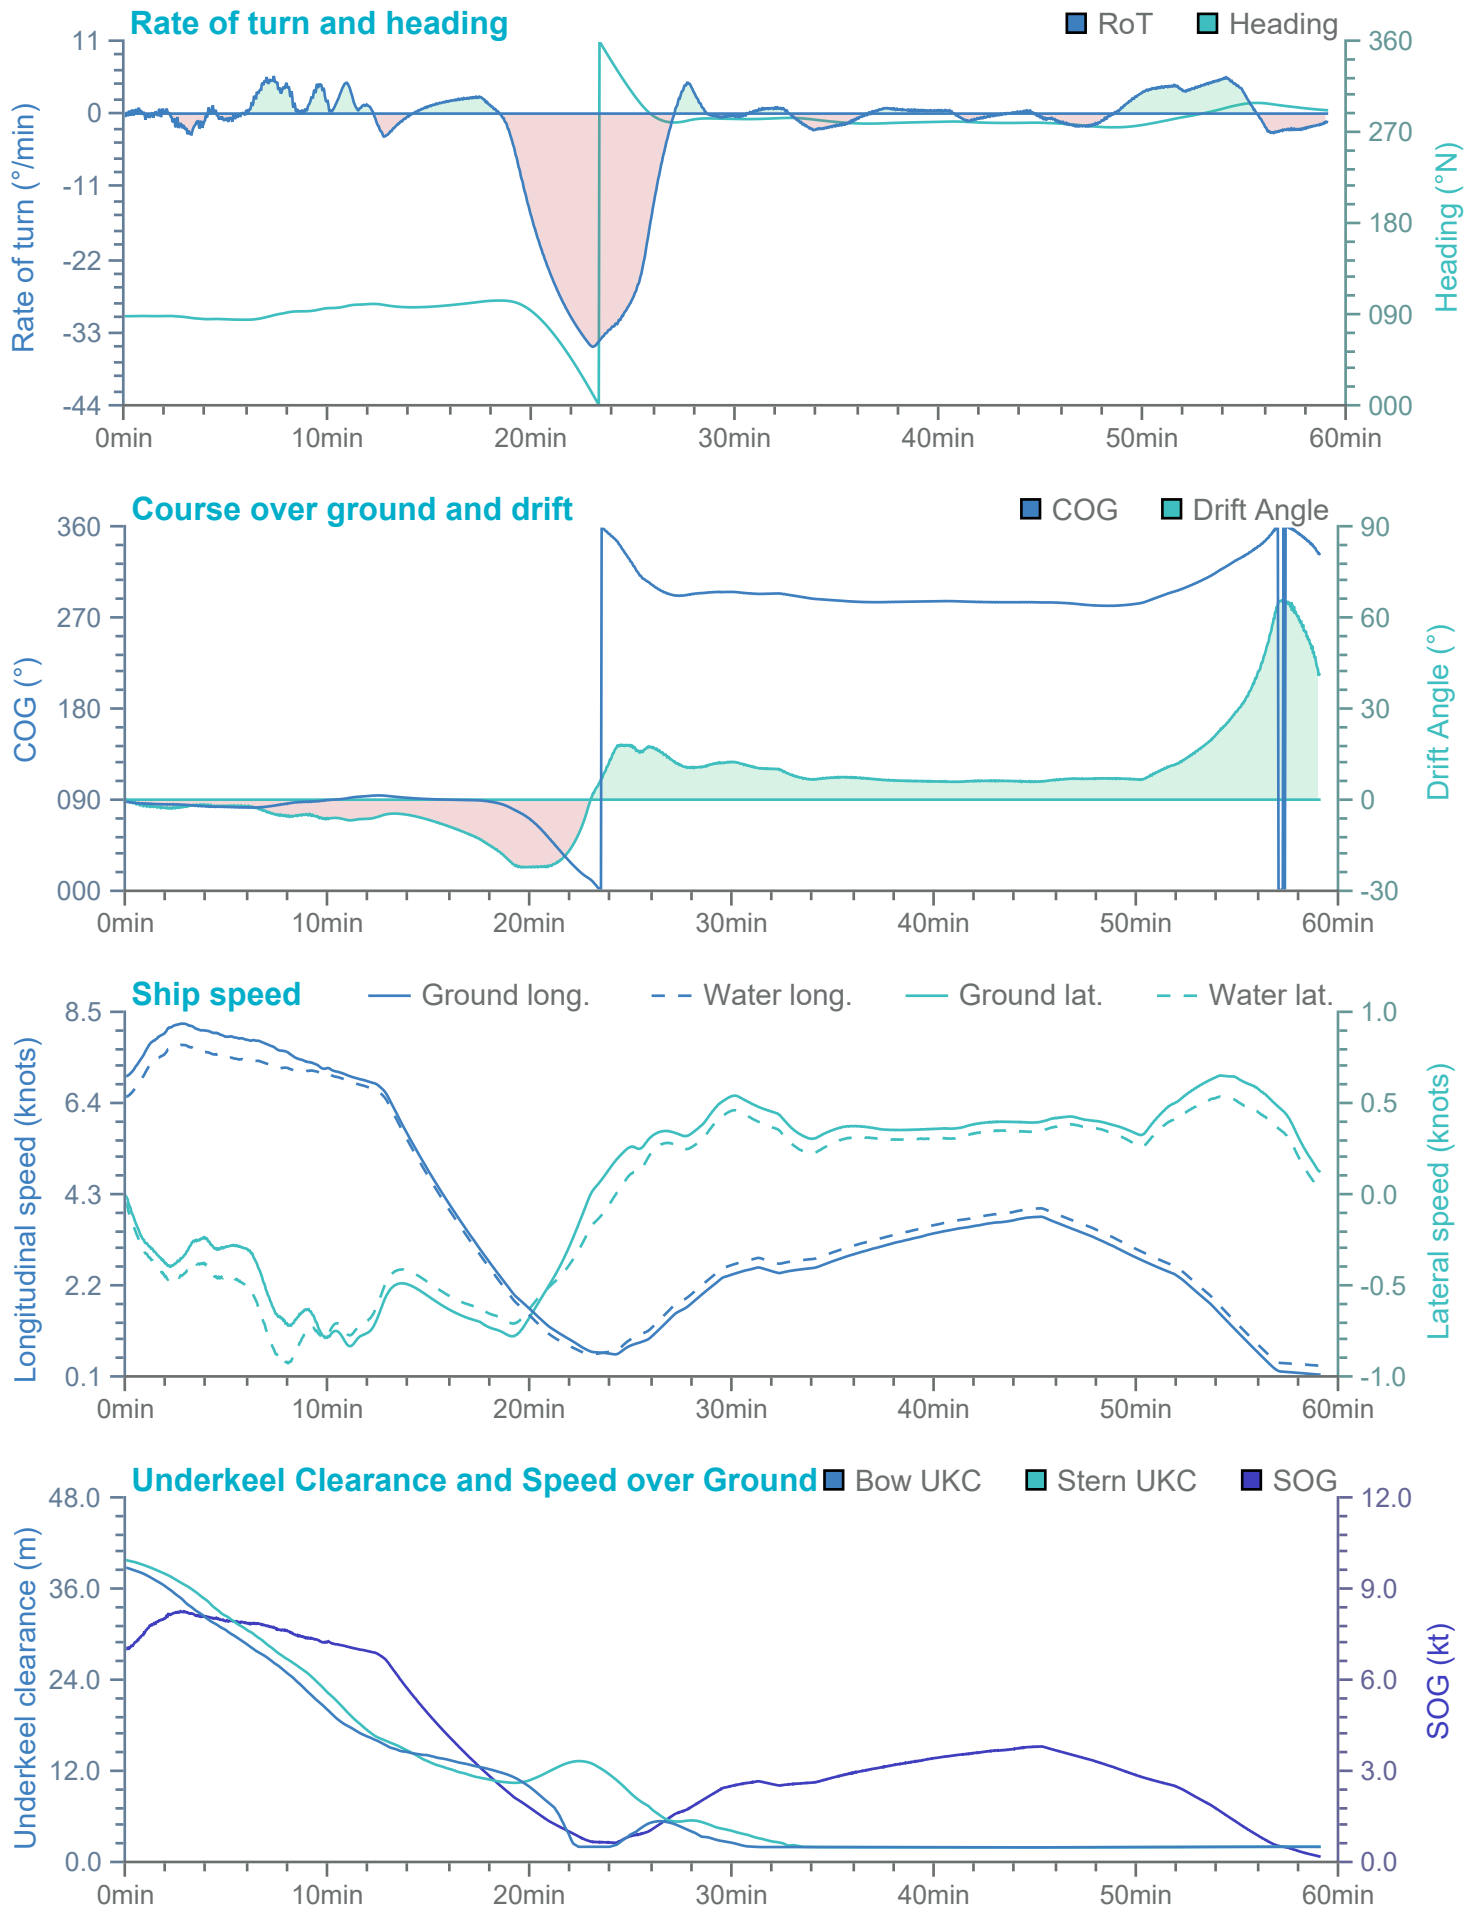 Rate of turn and heading
RoT
Heading
11
0
-11
-22
-33
-44
Rate of turn (°/min)
360
270
180
090
000
Heading (°N)
0min 10min 20min 30min 40min 50min 60min
Course over ground and drift
COG
Drift Angle
360
270
180
090
000
COG (°)
90
60
30
0
-30
Drift Angle (°)
0min 10min 20min 30min 40min 50min 60min
Ship speed
Ground long.
Water long.
Ground lat.
Water lat.
8.5
6.4
4.3
2.2
0.1
Longitudinal speed (knots)
1.0
0.5
0.0
-0.5
-1.0
Lateral speed (knots)
0min 10min 20min 30min 40min 50min 60min
Underkeel Clearance and Speed over Ground
Bow UKC
Stern UKC
SOG
48.0
36.0
24.0
12.0
0.0
Underkeel clearance (m)
12.0
9.0
6.0
3.0
0.0
SOG (kt)
0min 10min 20min 30min 40min 50min 60min